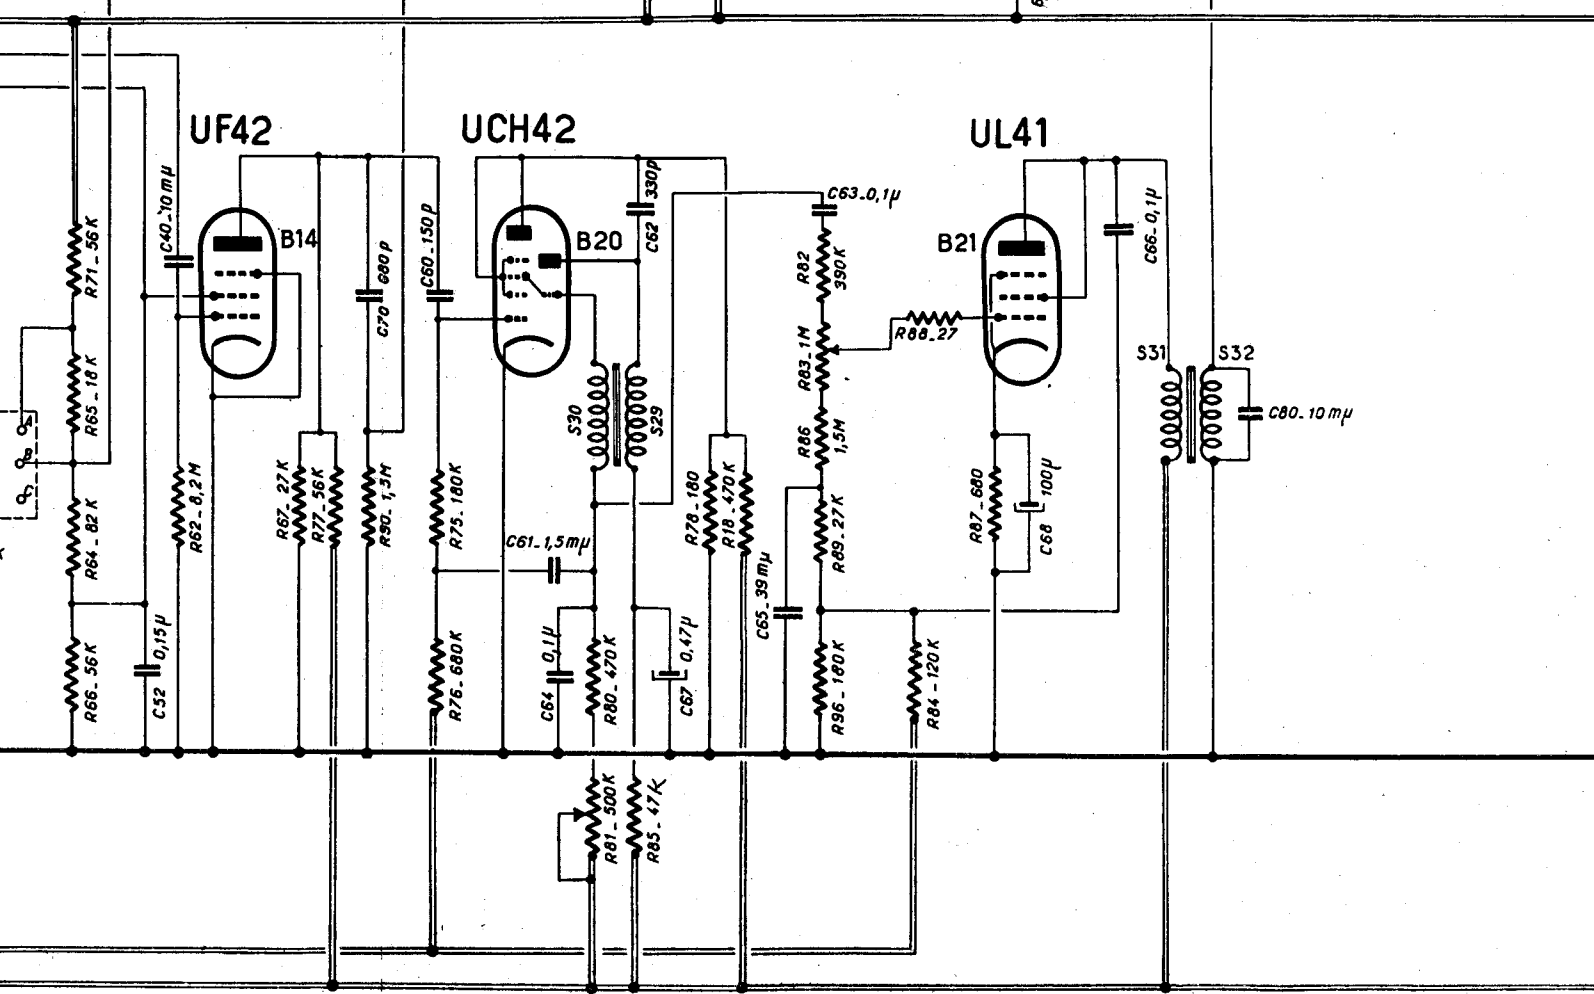 UF42
UCH42
UL41
B14
B20
B21
R71_56K
C40_10mµ
C70 680p
C60_150p
330p
C62
C63_0,1µ
R82
390K
R88_27
R83_1M
C66_0,1µ
S31
S32
C80_10mµ
R65_18K
A
B
C
R64_82K
R62_8,2M
R67_27K
R77_56K
R90_1,5M
R75_180K
S30
S29
R78_180
R18_470K
R86
1,5M
R89_27K
R87_680
100µ
C68
C61_1,5mµ
C65_39mµ
R66_56K
0,15µ
C52
R76_680K
0,1µ
C64
R80_470K
0,47µ
C67
R96_180K
R84_120K
R81_500K
R85_47K
K